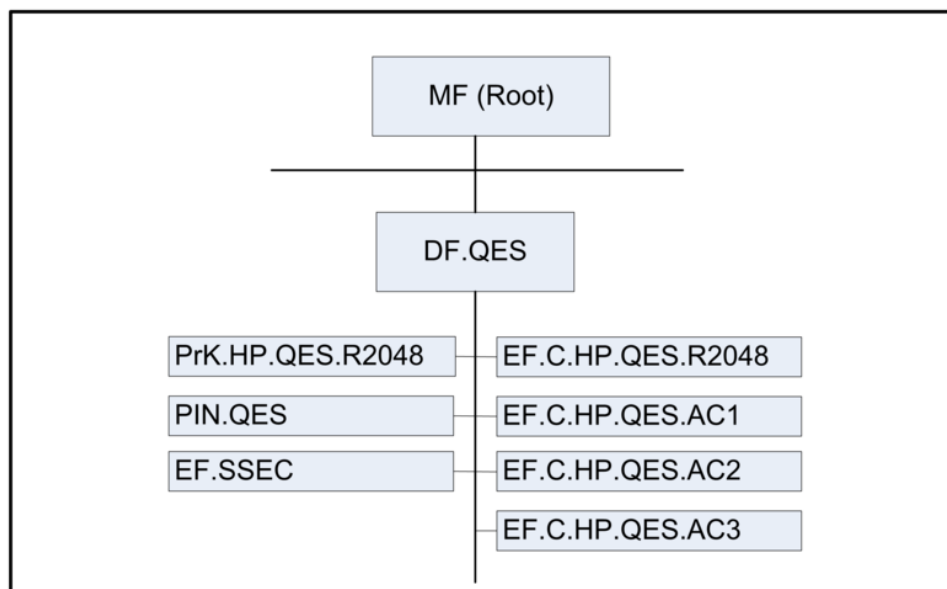 MF (Root)
DF.QES
PrK.HP.QES.R2048
EF.C.HP.QES.R2048
PIN.QES
EF.C.HP.QES.AC1
EF.SSEC
EF.C.HP.QES.AC2
EF.C.HP.QES.AC3